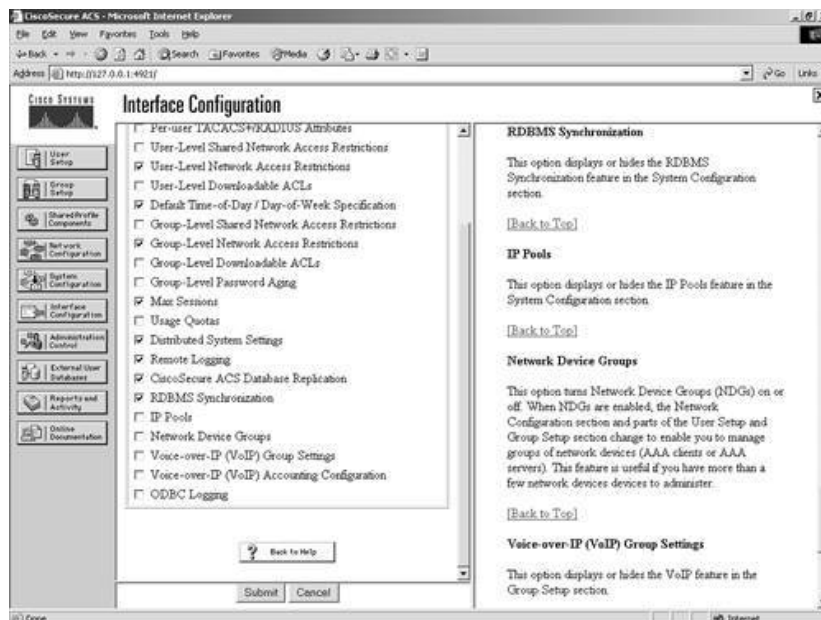 CiscoSecure ACS - Microsoft Internet Explorer
File Edit View Favorites Tools Help
Back Search Favorites Media
Address http://127.0.0.1:4921/ Go Links
Cisco Systems
Interface Configuration
User Setup
Group Setup
Shared Profile Components
Network Configuration
System Configuration
Interface Configuration
Administration Control
External User Databases
Reports and Activity
Online Documentation
Per-user TACACS+/RADIUS Attributes
User-Level Shared Network Access Restrictions
User-Level Network Access Restrictions
User-Level Downloadable ACLs
Default Time-of-Day / Day-of-Week Specification
Group-Level Shared Network Access Restrictions
Group-Level Network Access Restrictions
Group-Level Downloadable ACLs
Group-Level Password Aging
Max Sessions
Usage Quotas
Distributed System Settings
Remote Logging
CiscoSecure ACS Database Replication
RDBMS Synchronization
IP Pools
Network Device Groups
Voice-over-IP (VoIP) Group Settings
Voice-over-IP (VoIP) Accounting Configuration
ODBC Logging
? Back to Help
Submit Cancel
RDBMS Synchronization
This option displays or hides the RDBMS
Synchronization feature in the System Configuration
section.
[Back to Top]
IP Pools
This option displays or hides the IP Pools feature in the
System Configuration section.
[Back to Top]
Network Device Groups
This option turns Network Device Groups (NDGs) on or
off. When NDGs are enabled, the Network
Configuration section and parts of the User Setup and
Group Setup section change to enable you to manage
groups of network devices (AAA clients or AAA
servers). This feature is useful if you have more than a
few network devices devices to administer.
[Back to Top]
Voice-over-IP (VoIP) Group Settings
This option displays or hides the VoIP feature in the
Group Setup section.
Done Internet